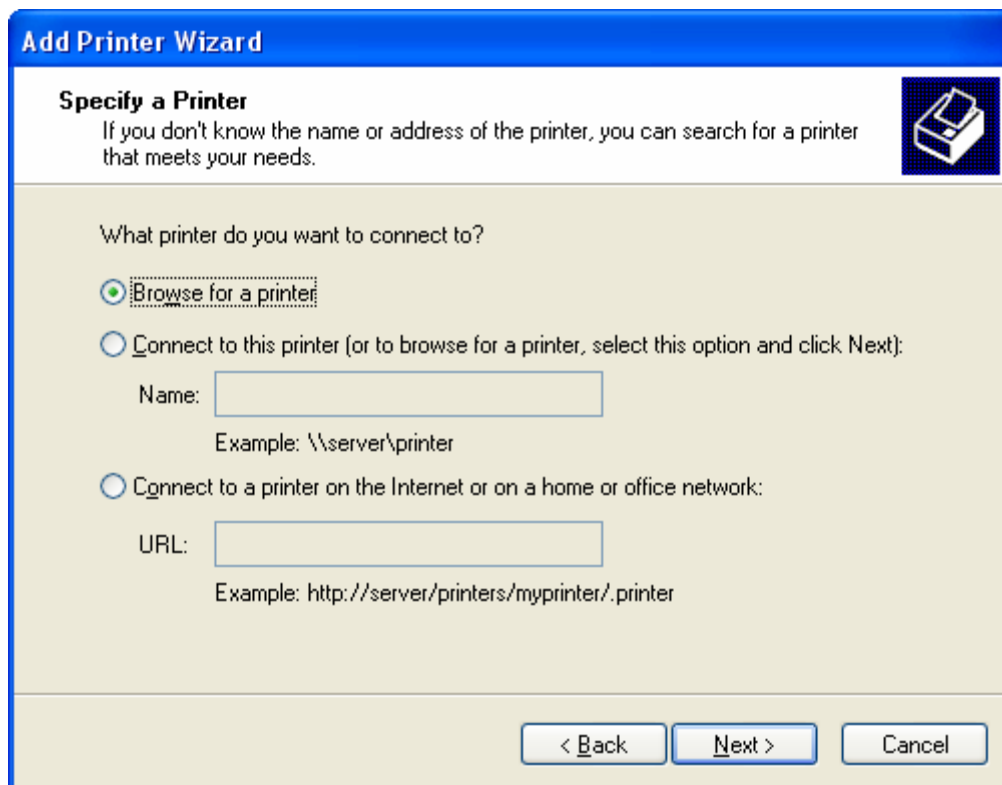 Add Printer Wizard
Specify a Printer
If you don't know the name or address of the printer, you can search for a printer
that meets your needs.
What printer do you want to connect to?
Browse for a printer
Connect to this printer (or to browse for a printer, select this option and click Next):
Name:
Example: \\server\printer
Connect to a printer on the Internet or on a home or office network:
URL:
Example: http://server/printers/myprinter/.printer
< Back Next > Cancel